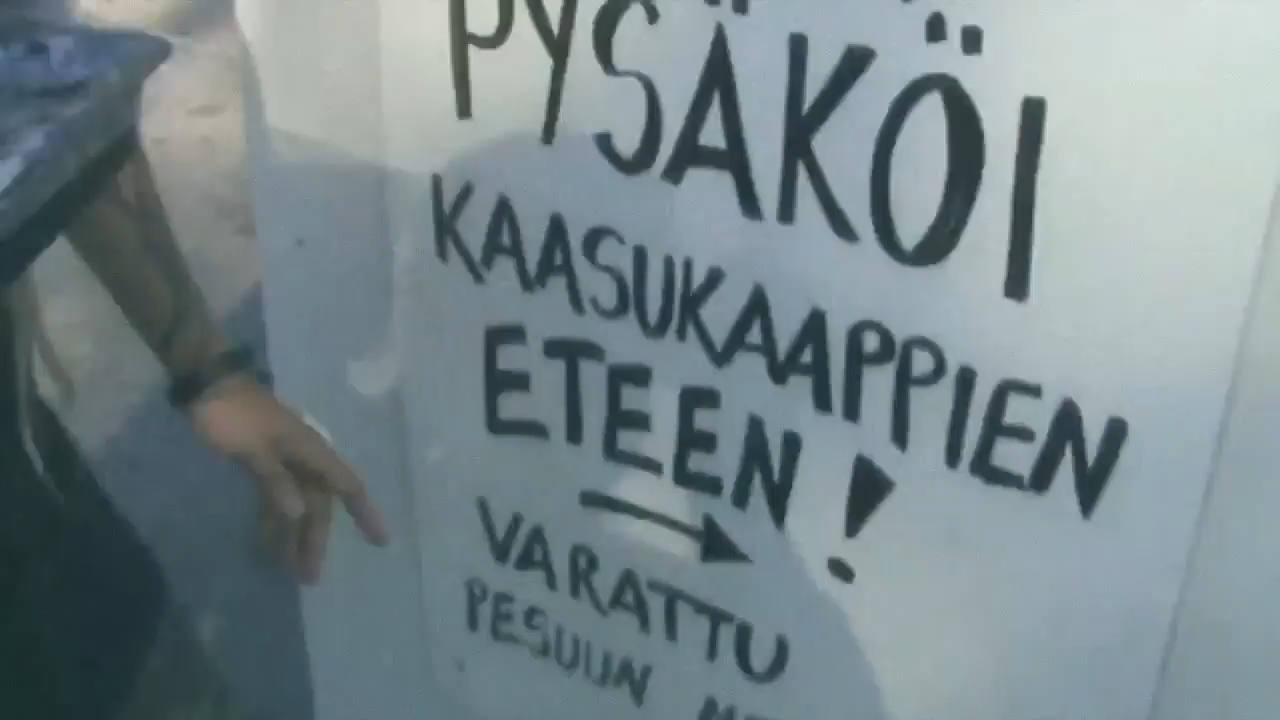 PYSÄKÖI
KAASUKAAPPIEN
ETEEN!
VARATTU
PESUUN